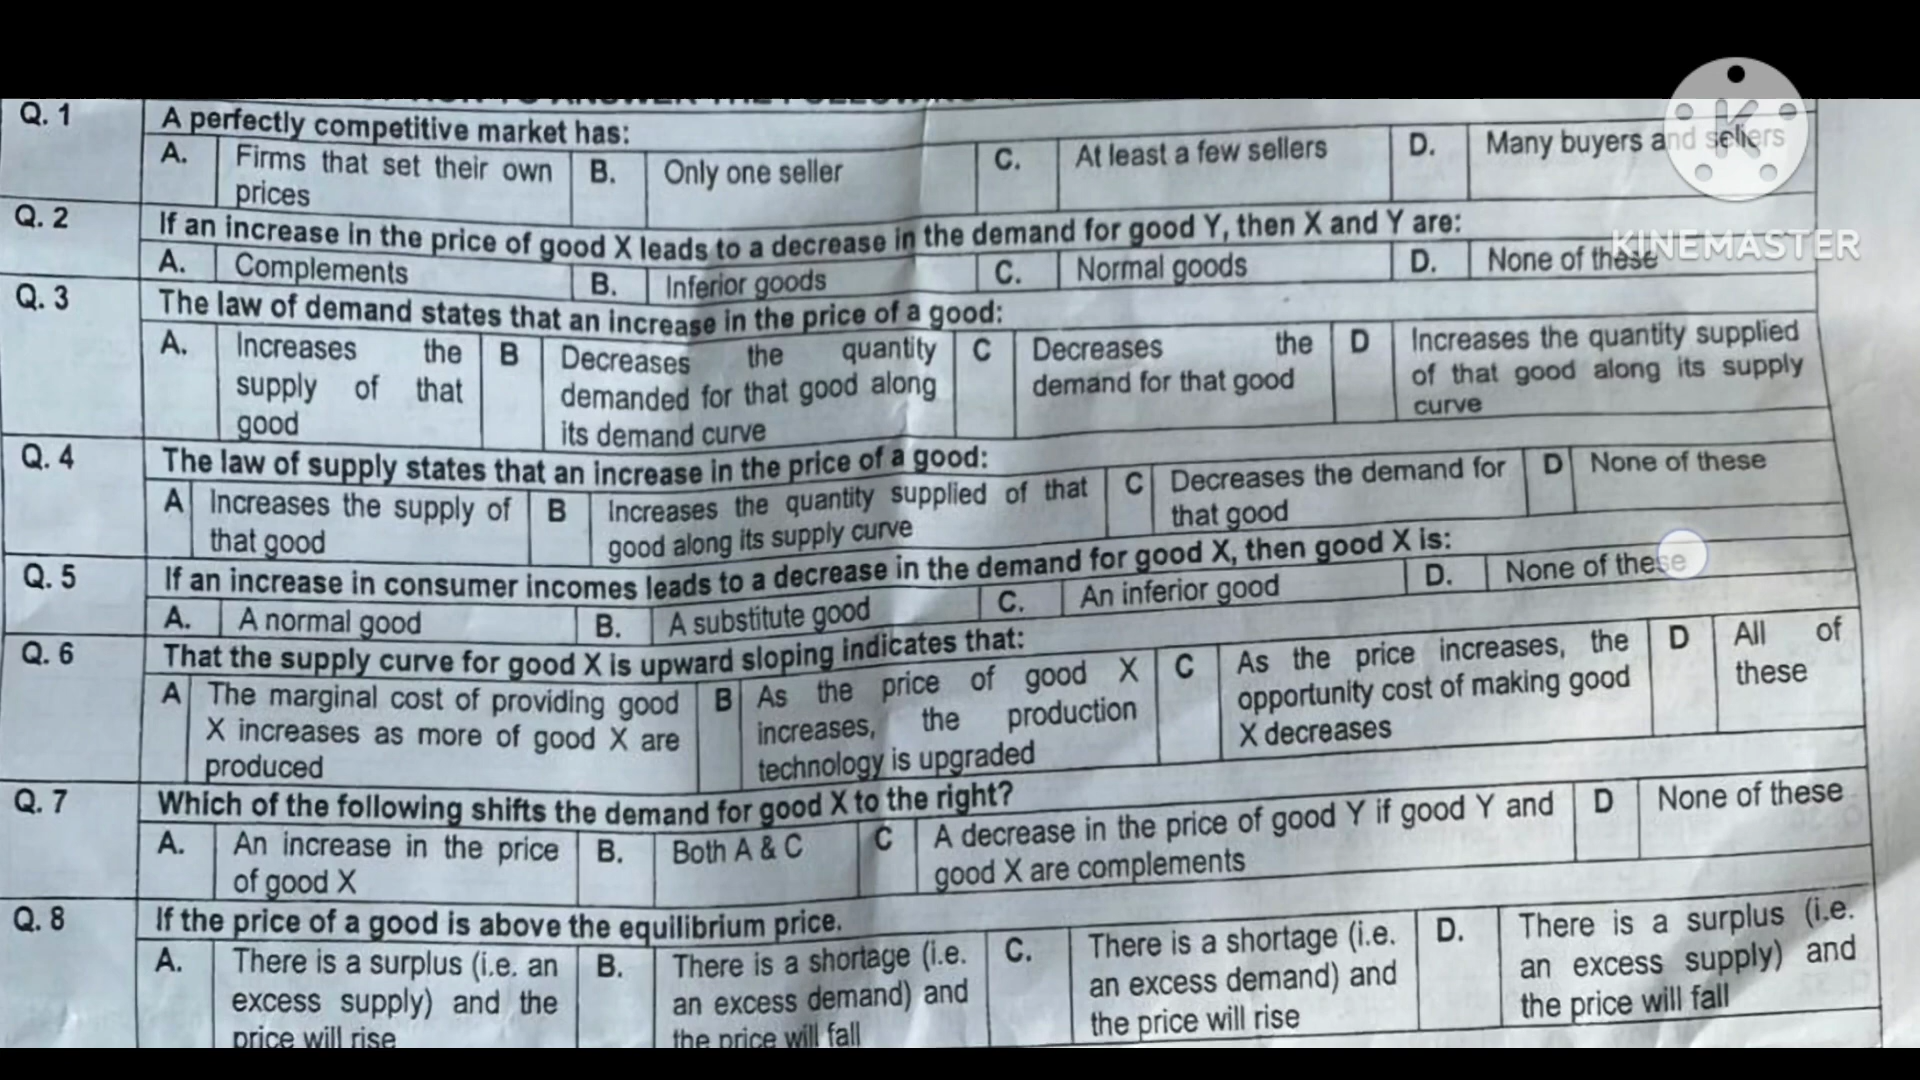 ANSWER THE FOLLOWING
Q. 1 A perfectly competitive market has:
A. Firms that set their own prices B. Only one seller C. At least a few sellers D. Many buyers and sellers
Q. 2 If an increase in the price of good X leads to a decrease in the demand for good Y, then X and Y are:
A. Complements B. Inferior goods C. Normal goods D. None of these
KINEMASTER
Q. 3 The law of demand states that an increase in the price of a good:
A. Increases the supply of that good B Decreases the quantity demanded for that good along its demand curve C Decreases the demand for that good D Increases the quantity supplied of that good along its supply curve
Q. 4 The law of supply states that an increase in the price of a good:
A Increases the supply of that good B Increases the quantity supplied of that good along its supply curve C Decreases the demand for that good D None of these
Q. 5 If an increase in consumer incomes leads to a decrease in the demand for good X, then good X is:
A. A normal good B. A substitute good C. An inferior good D. None of these
Q. 6 That the supply curve for good X is upward sloping indicates that:
A The marginal cost of providing good X increases as more of good X are produced B As the price of good X increases, the production technology is upgraded C As the price increases, the opportunity cost of making good X decreases D All of these
Q. 7 Which of the following shifts the demand for good X to the right?
A. An increase in the price of good X B. Both A & C C A decrease in the price of good Y if good Y and good X are complements D None of these
Q. 8 If the price of a good is above the equilibrium price.
A. There is a surplus (i.e. an excess supply) and the price will rise B. There is a shortage (i.e. an excess demand) and the price will fall C. There is a shortage (i.e. an excess demand) and the price will rise D. There is a surplus (i.e. an excess supply) and the price will fall